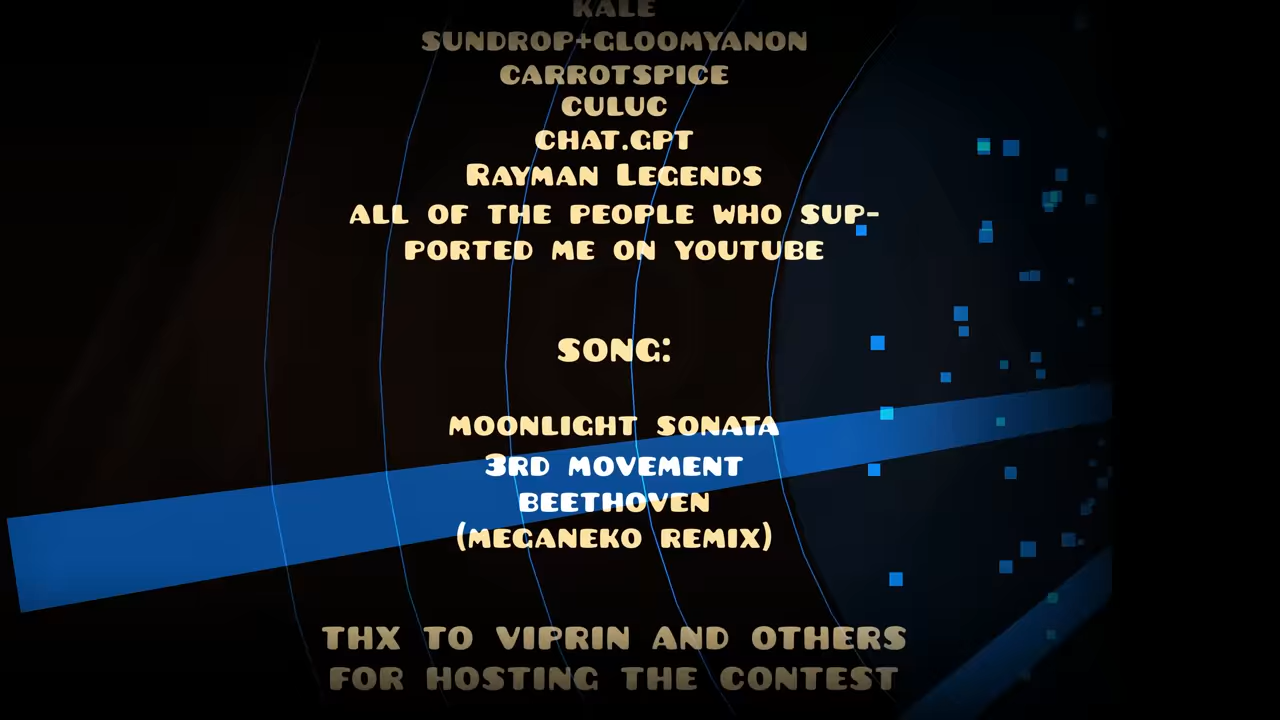 KALE
SUNDROP+GLOOMYANON
CARROTSPICE
CULUC
CHAT.GPT
RAYMAN LEGENDS
ALL OF THE PEOPLE WHO SUP-
PORTED ME ON YOUTUBE
SONG:
MOONLIGHT SONATA
3RD MOVEMENT
BEETHOVEN
(MEGANEKO REMIX)
THX TO VIPRIN AND OTHERS
FOR HOSTING THE CONTEST